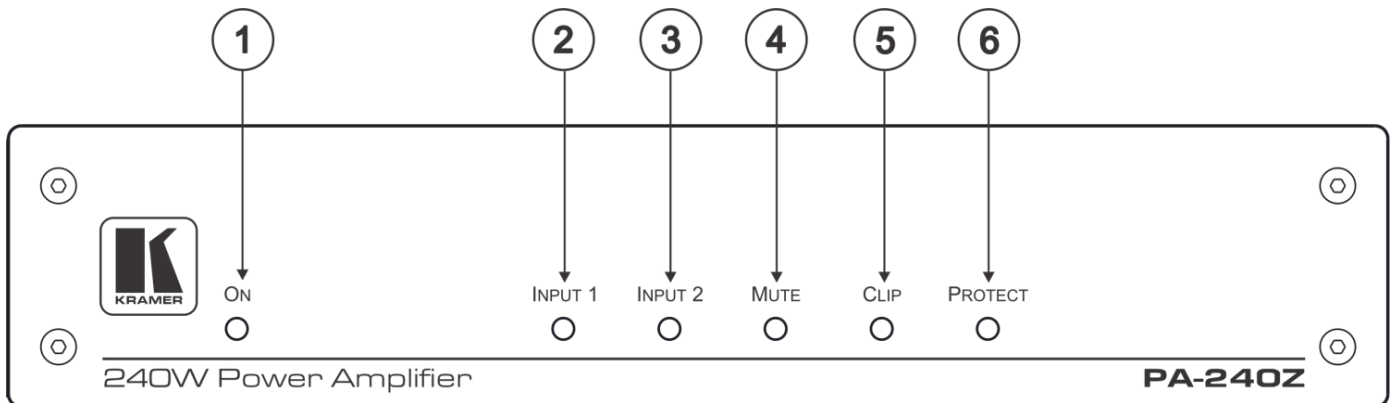 1 2 3 4 5 6
ON INPUT 1 INPUT 2 MUTE CLIP PROTECT
K
KRAMER
240W Power Amplifier PA-240Z